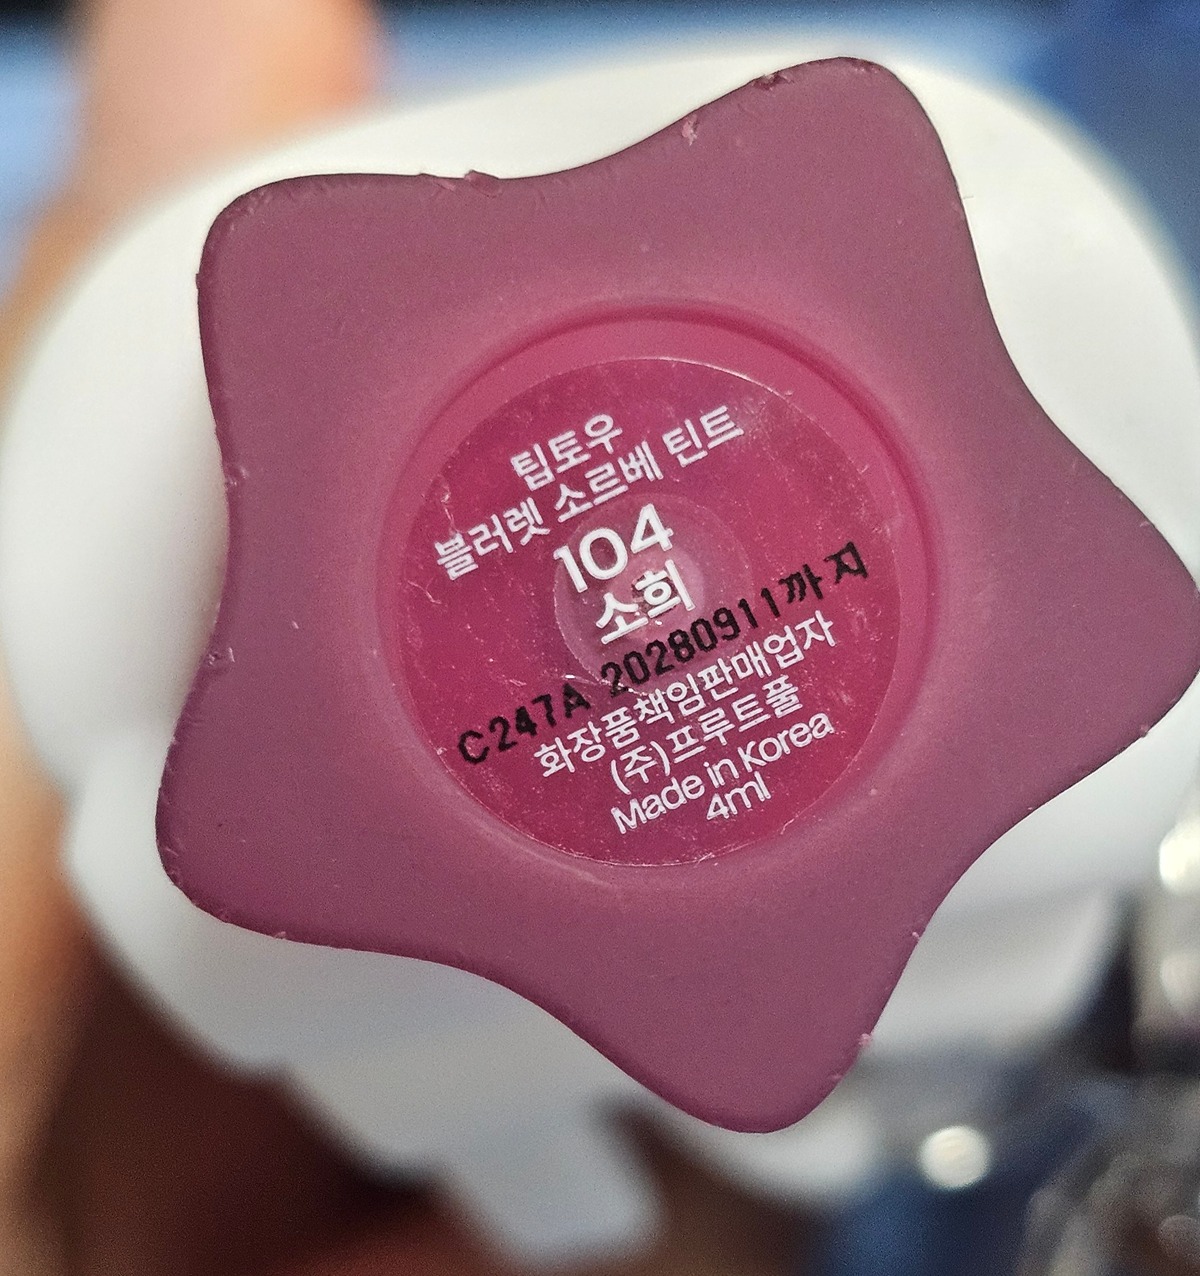 팁토우
블러렛 소르베 틴트
104
소희
C247A 20280911까지
화장품책임판매업자
(주)프루트풀
Made in Korea
4ml